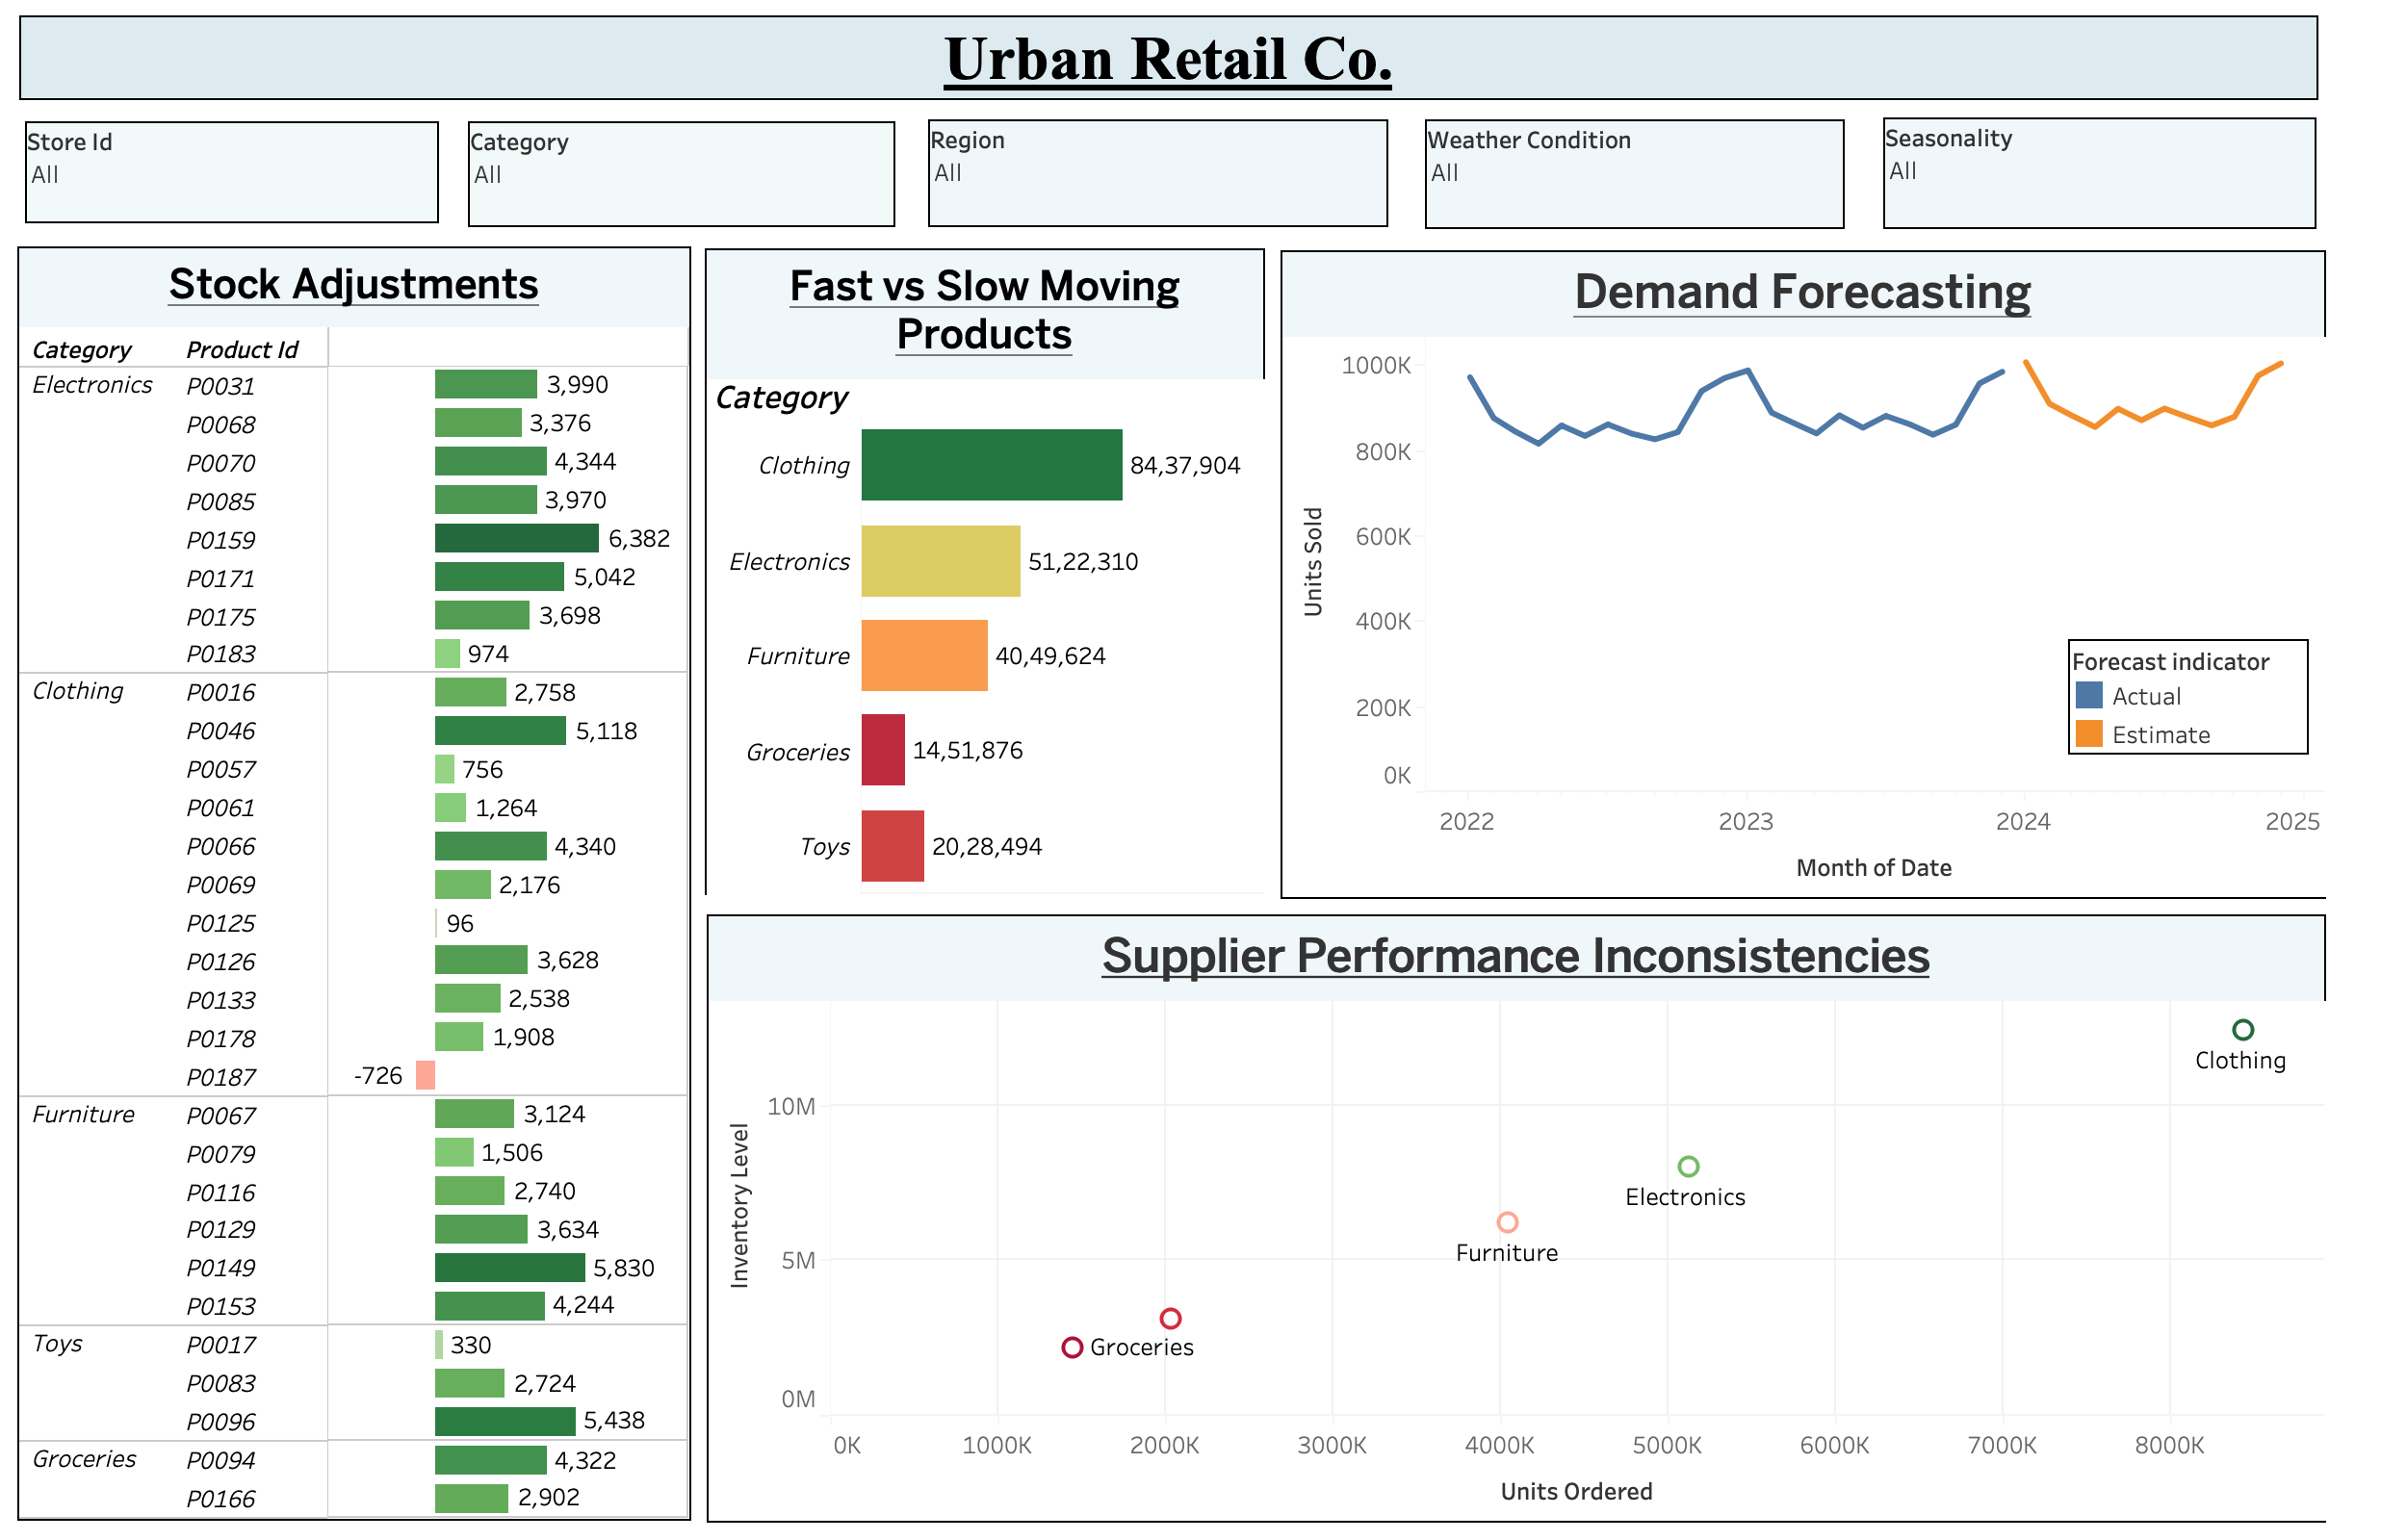 Urban Retail Co.
Store Id
All
Category
All
Region
All
Weather Condition
All
Seasonality
All
Stock Adjustments
Category Product Id
Electronics P0031 3,990
P0068 3,376
P0070 4,344
P0085 3,970
P0159 6,382
P0171 5,042
P0175 3,698
P0183 974
Clothing P0016 2,758
P0046 5,118
P0057 756
P0061 1,264
P0066 4,340
P0069 2,176
P0125 96
P0126 3,628
P0133 2,538
P0178 1,908
P0187 -726
Furniture P0067 3,124
P0079 1,506
P0116 2,740
P0129 3,634
P0149 5,830
P0153 4,244
Toys P0017 330
P0083 2,724
P0096 5,438
Groceries P0094 4,322
P0166 2,902
Fast vs Slow Moving
Products
Category
Clothing 84,37,904
Electronics 51,22,310
Furniture 40,49,624
Groceries 14,51,876
Toys 20,28,494
Demand Forecasting
Units Sold
1000K
800K
600K
400K
200K
0K
2022 2023 2024 2025
Month of Date
Forecast indicator
Actual
Estimate
Supplier Performance Inconsistencies
Inventory Level
10M
5M
0M
Clothing
Electronics
Furniture
Groceries
0K 1000K 2000K 3000K 4000K 5000K 6000K 7000K 8000K
Units Ordered